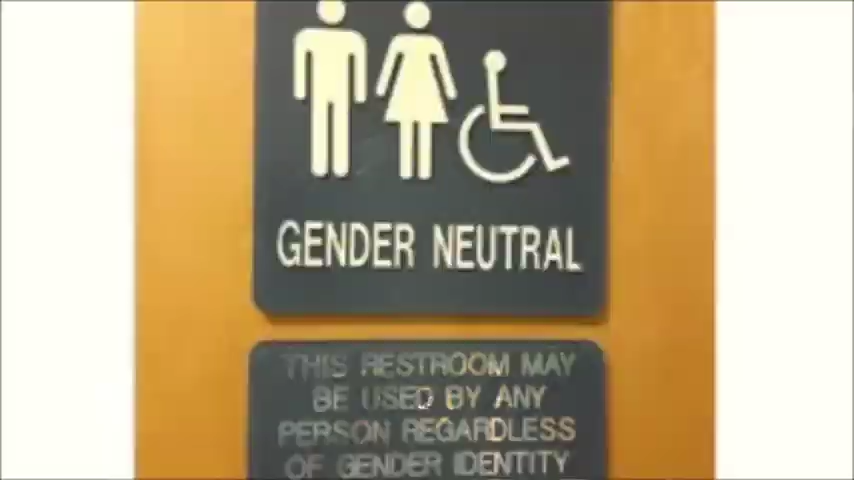 GENDER NEUTRAL
THIS RESTROOM MAY
BE USED BY ANY
PERSON REGARDLESS
OF GENDER IDENTITY